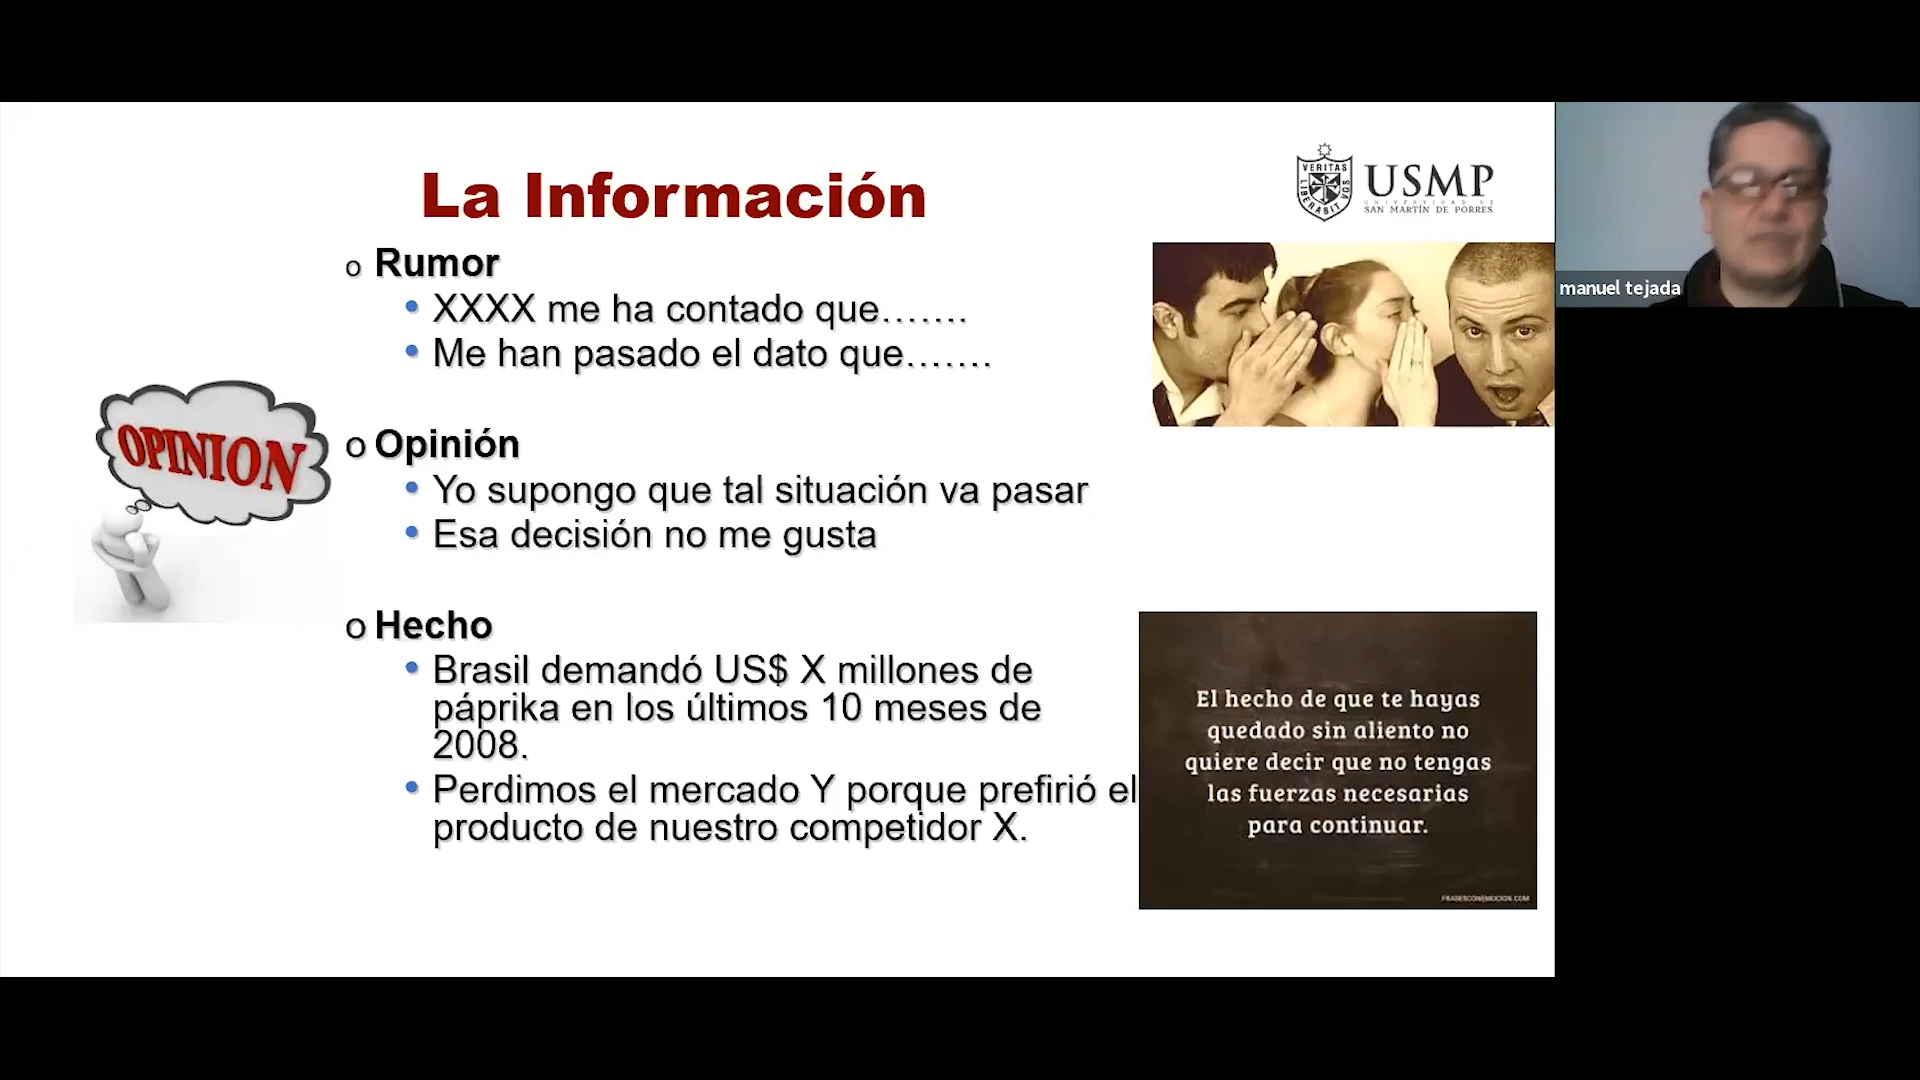 La Información
VERITAS
LIBERABIT VOS
USMP
UNIVERSIDAD DE
SAN MARTÍN DE PORRES
o Rumor
• XXXX me ha contado que…….
• Me han pasado el dato que…….
OPINION
o Opinión
• Yo supongo que tal situación va pasar
• Esa decisión no me gusta
o Hecho
• Brasil demandó US$ X millones de
páprika en los últimos 10 meses de
2008.
• Perdimos el mercado Y porque prefirió el
producto de nuestro competidor X.
El hecho de que te hayas
quedado sin aliento no
quiere decir que no tengas
las fuerzas necesarias
para continuar.
FRASESCONEMOCION.COM
manuel tejada